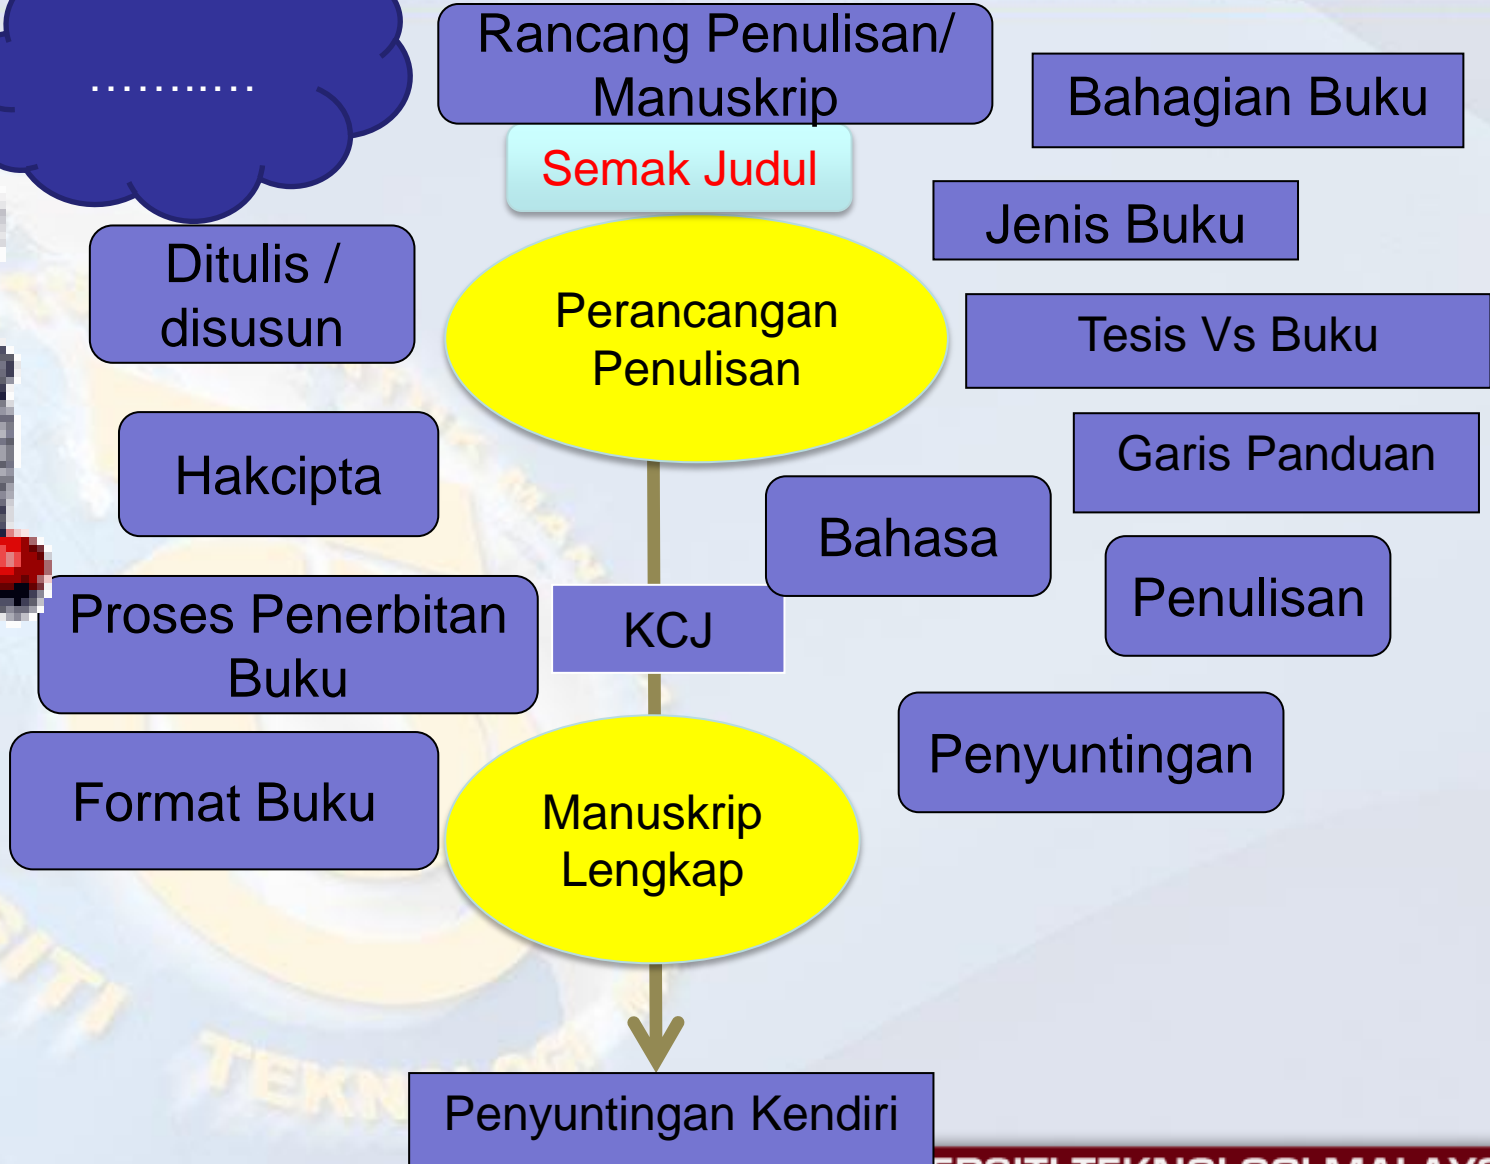 ...........
Rancang Penulisan/
Manuskrip
Bahagian Buku
Semak Judul
Jenis Buku
Ditulis /
disusun
Perancangan
Penulisan
Tesis Vs Buku
Garis Panduan
Hakcipta
Bahasa
Penulisan
Proses Penerbitan
Buku
KCJ
Penyuntingan
Format Buku
Manuskrip
Lengkap
Penyuntingan Kendiri
TEKNOLOGI